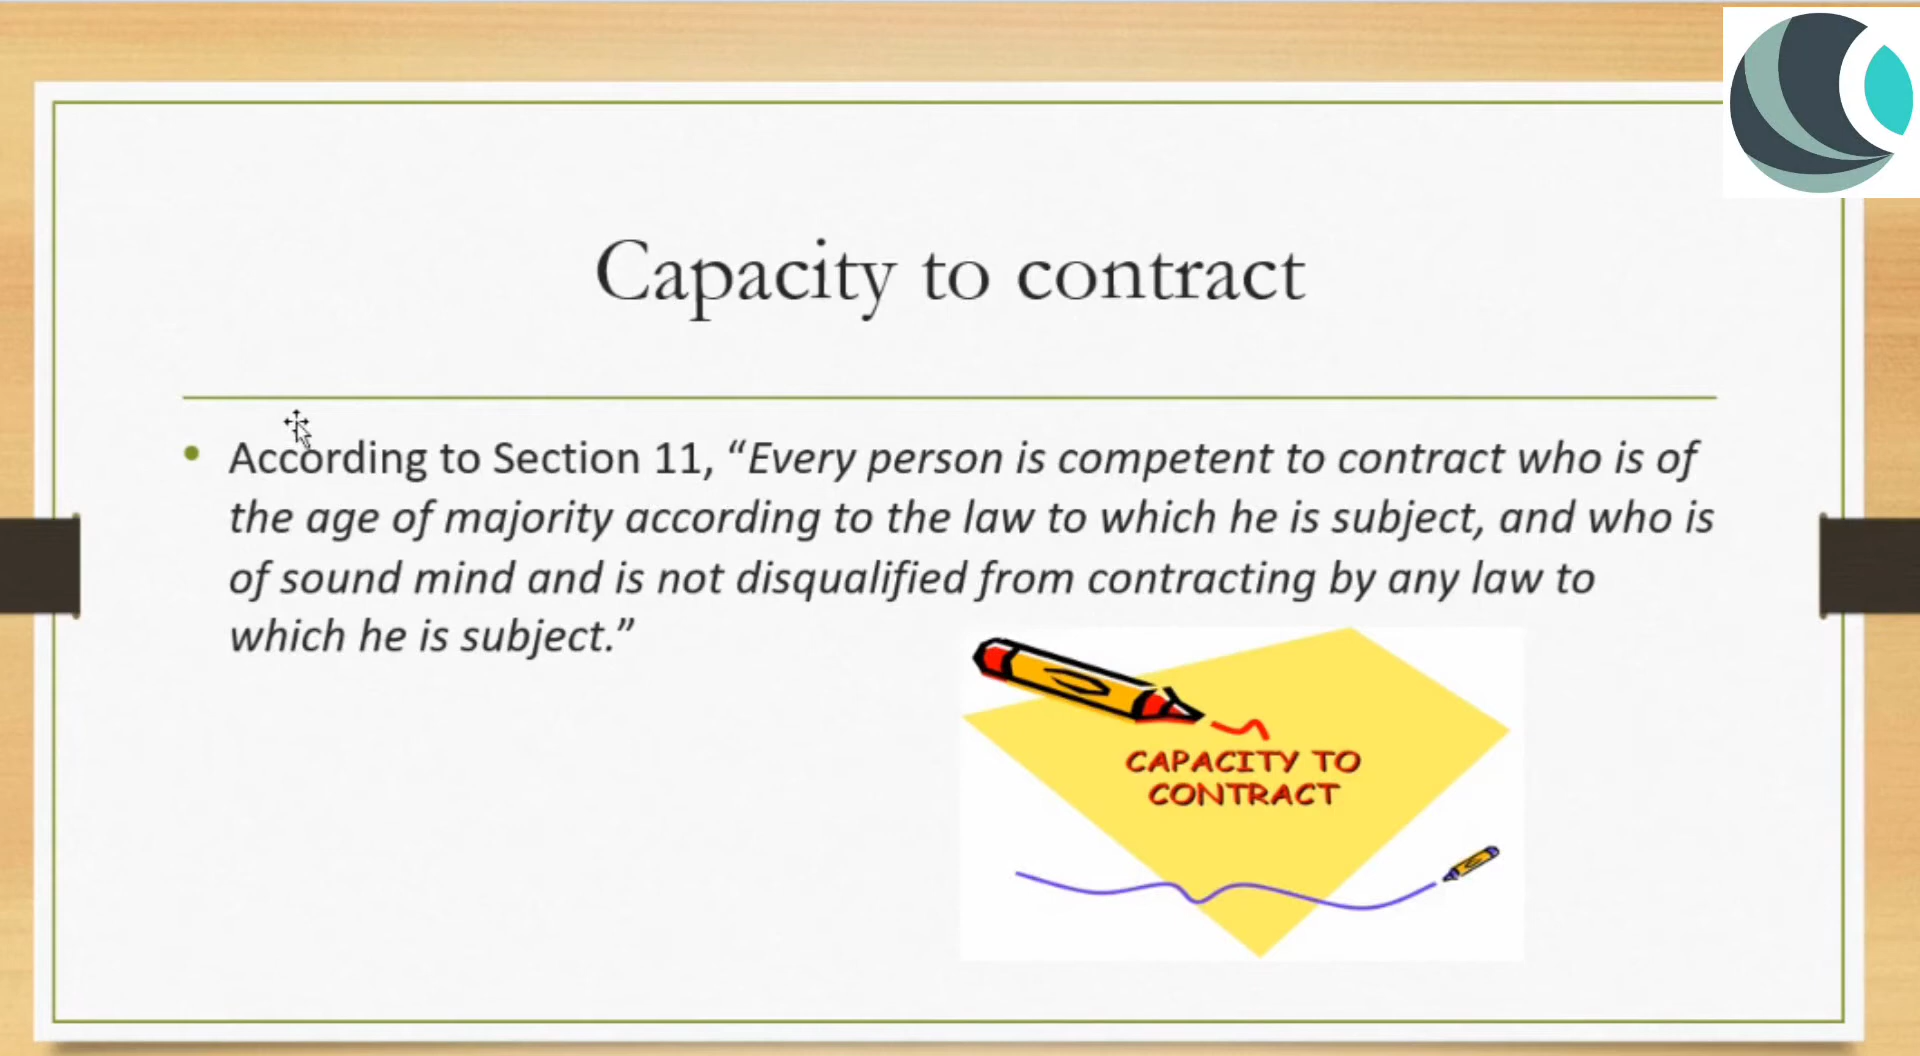 Capacity to contract
According to Section 11, “Every person is competent to contract who is of
the age of majority according to the law to which he is subject, and who is
of sound mind and is not disqualified from contracting by any law to
which he is subject.”
CAPACITY TO
CONTRACT